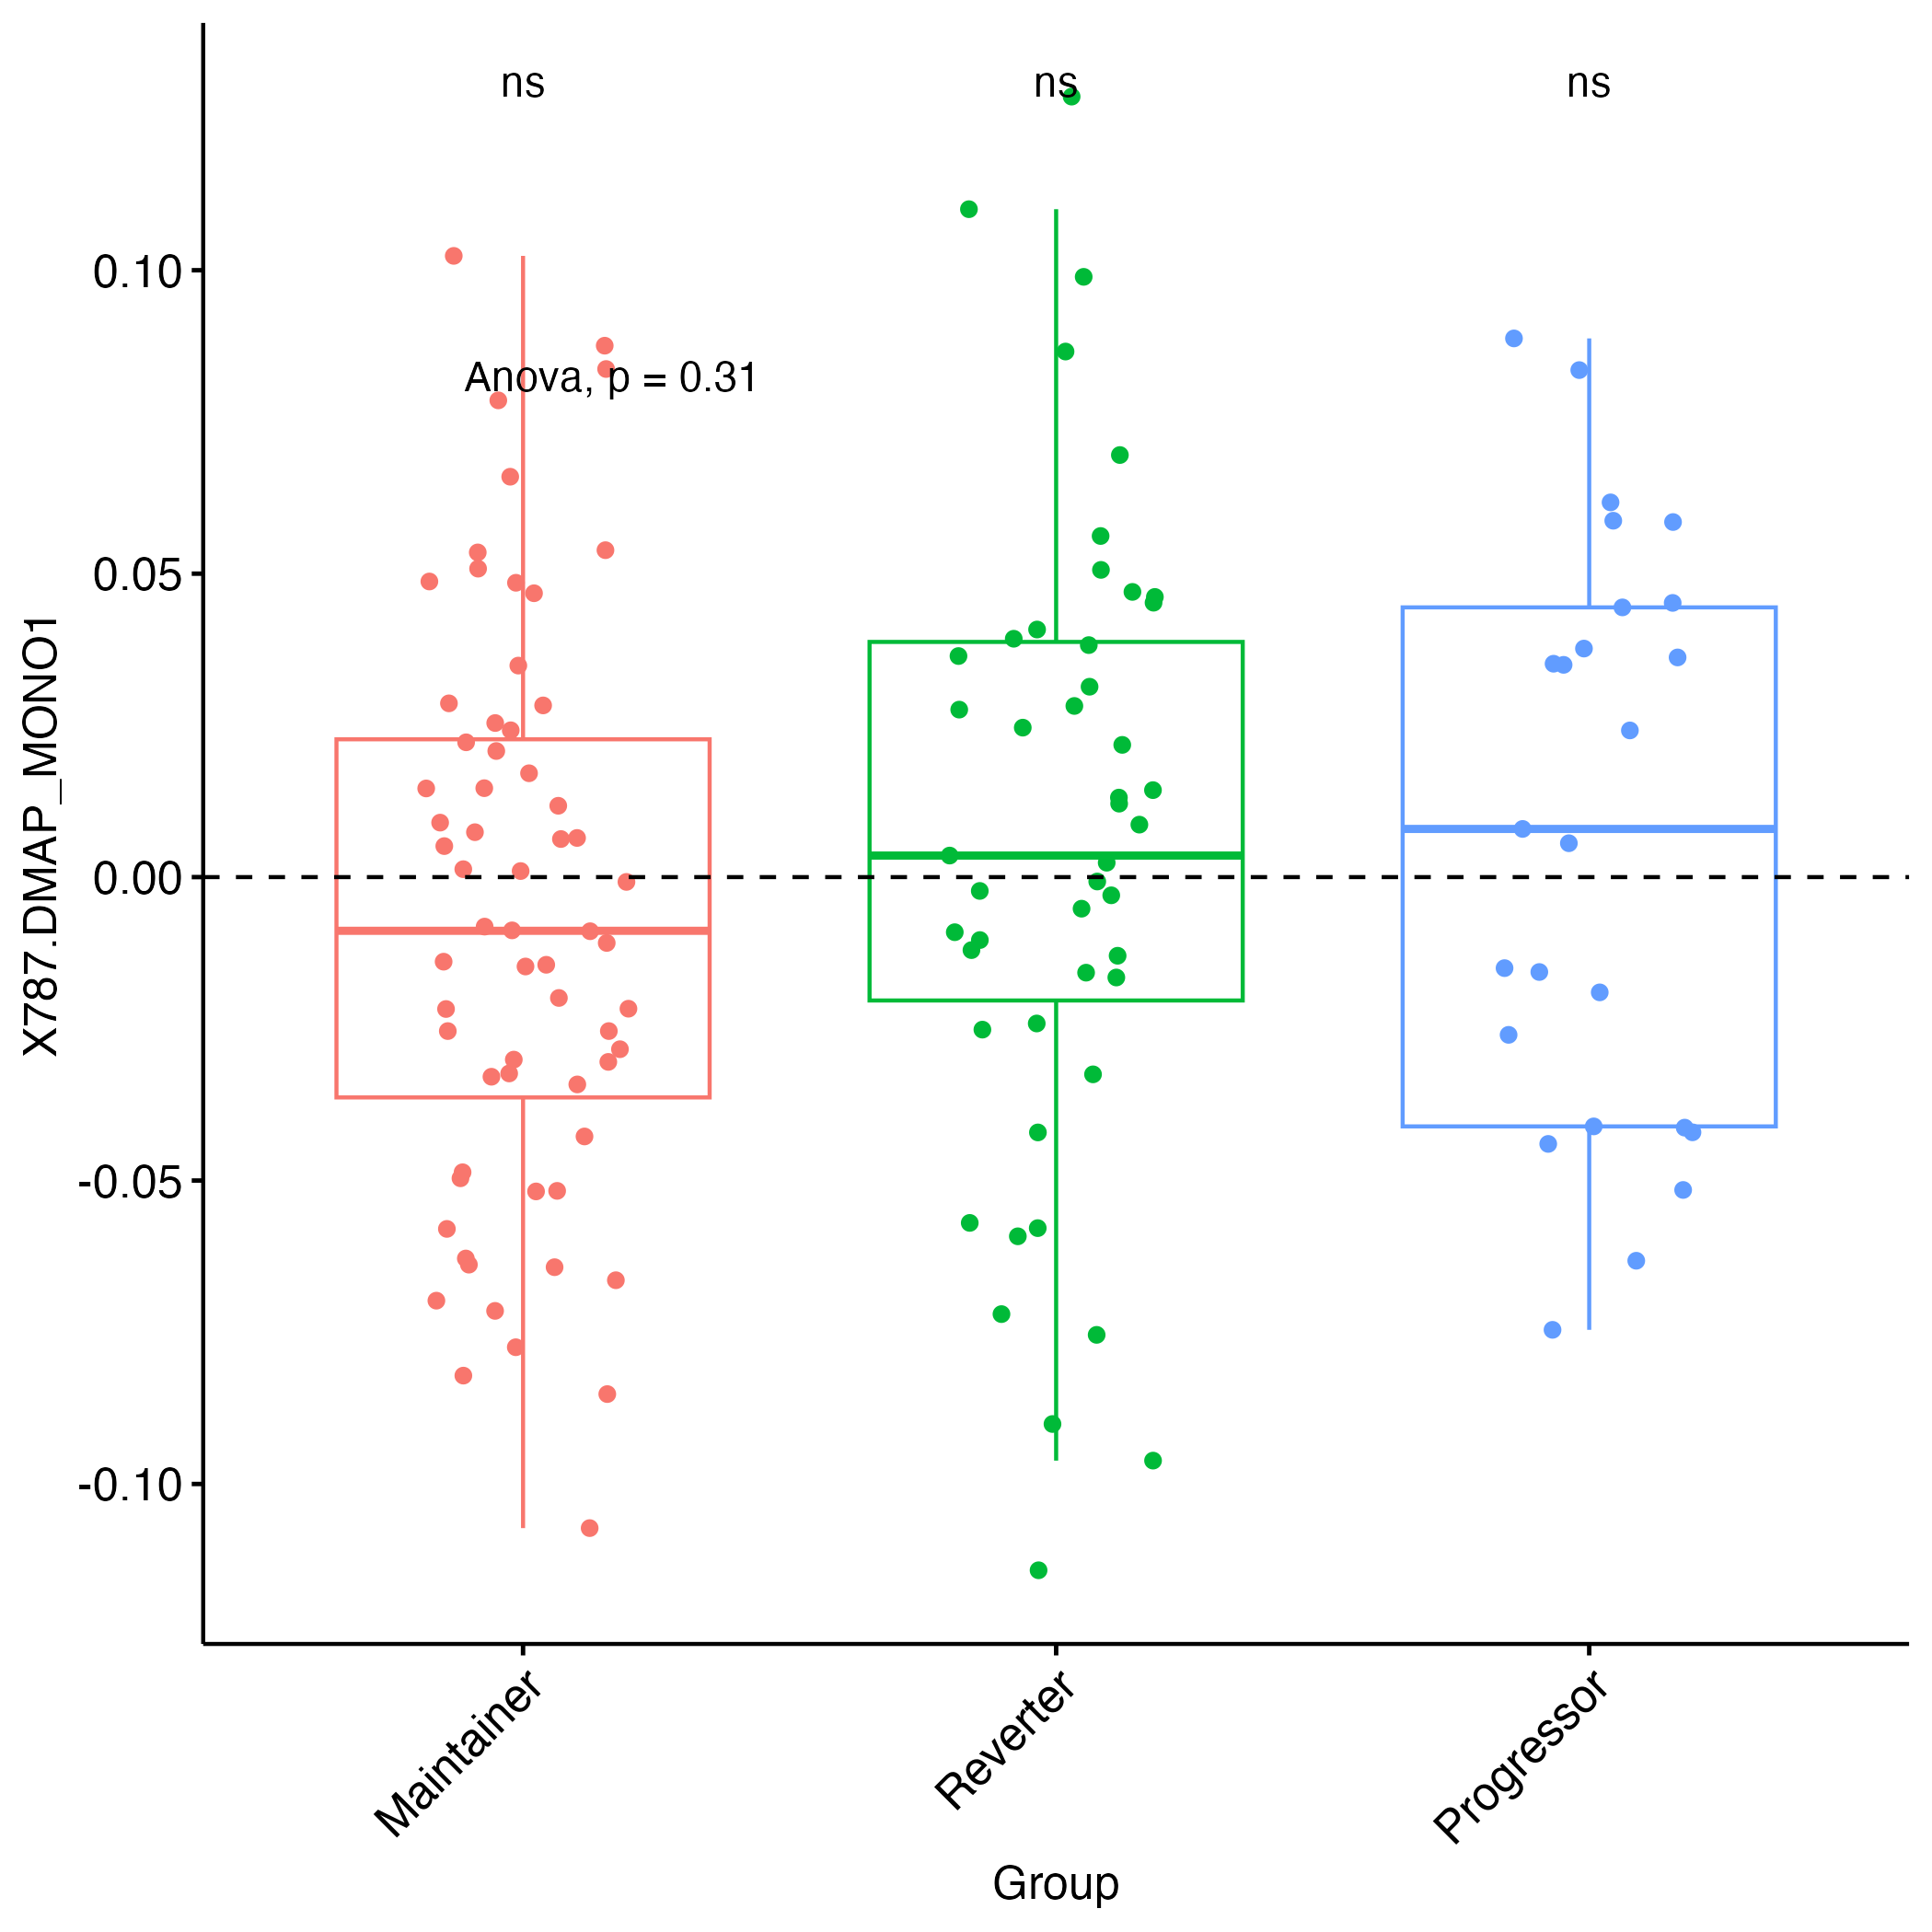 ns ns ns
Anova, p = 0.31
0.10
0.05
0.00
-0.05
-0.10
X787.DMAP_MONO1
Maintainer
Reverter
Progressor
Group